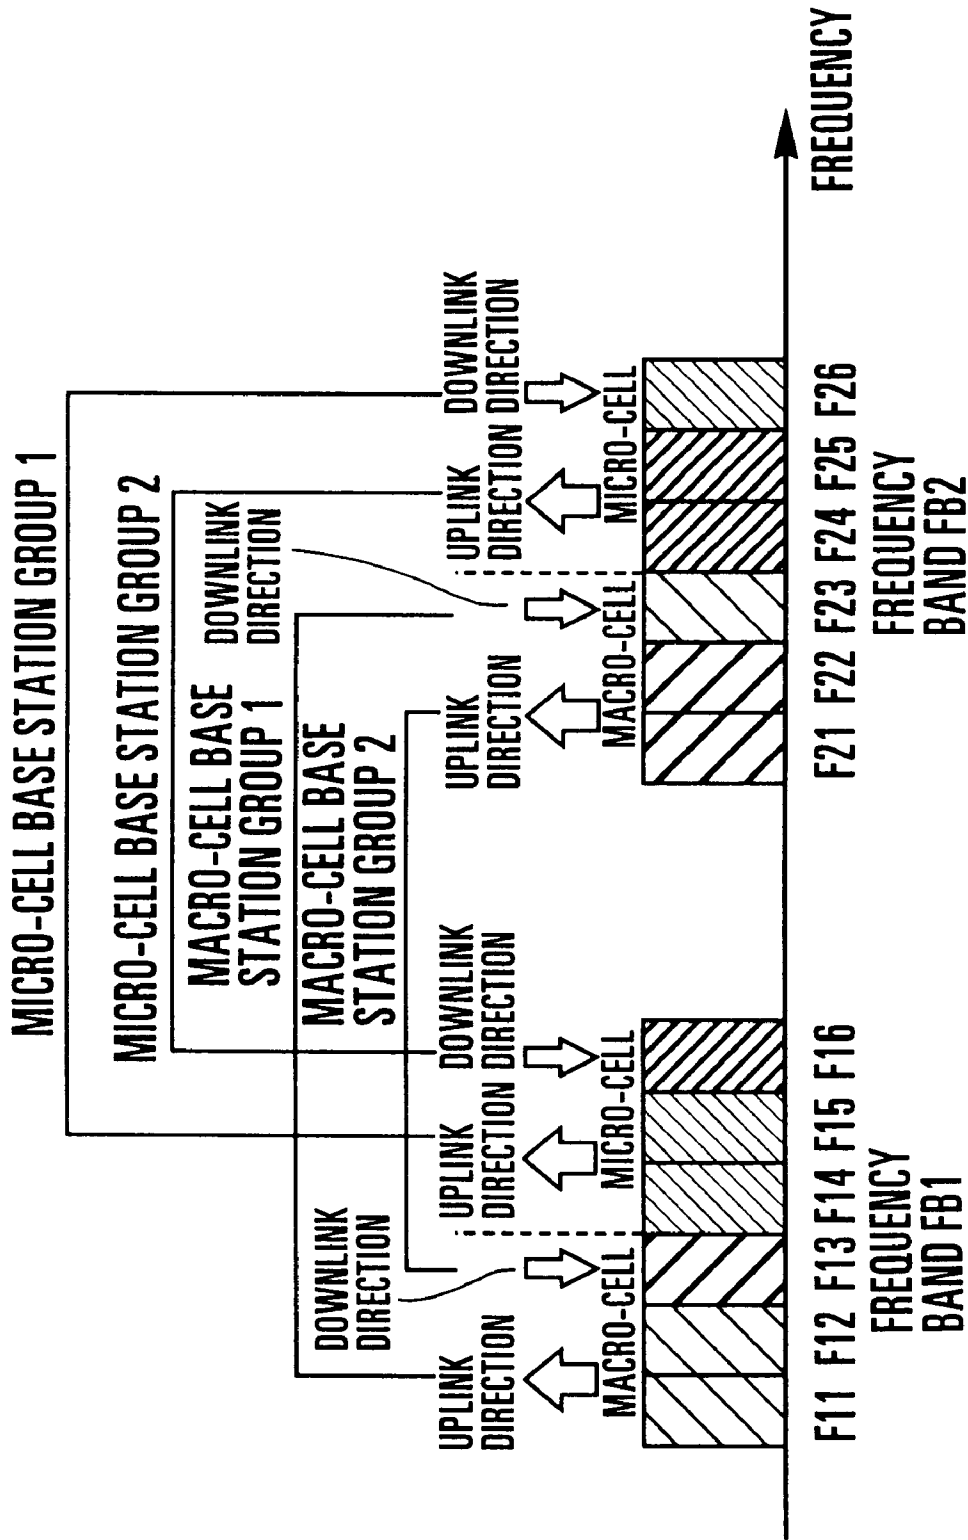 MICRO-CELL BASE STATION GROUP 1
MICRO-CELL BASE STATION GROUP 2
MACRO-CELL BASE
STATION GROUP 1
MACRO-CELL BASE
STATION GROUP 2
DOWNLINK
DIRECTION
DOWNLINK
DIRECTION
UPLINK
DIRECTION
UPLINK
DIRECTION
DOWNLINK
DIRECTION
UPLINK
DIRECTION
UPLINK
DIRECTION
DOWNLINK
DIRECTION
MACRO-CELL
MICRO-CELL
MACRO-CELL
MICRO-CELL
F11 F12 F13 F14 F15 F16
F21 F22 F23 F24 F25 F26
FREQUENCY
FREQUENCY
BAND FB1
FREQUENCY
BAND FB2